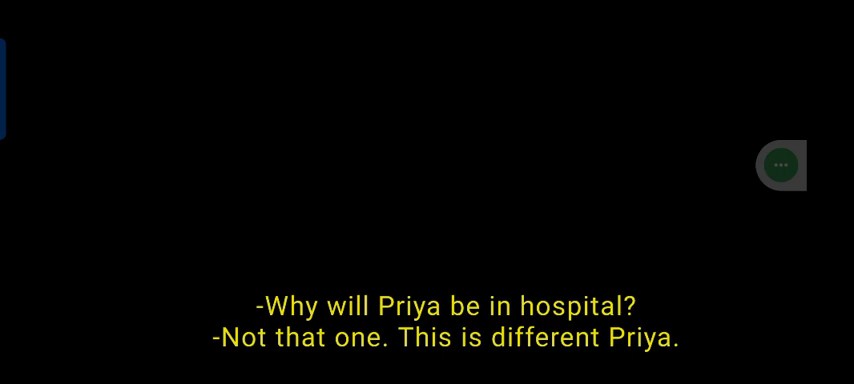 -Why will Priya be in hospital?
-Not that one. This is different Priya.